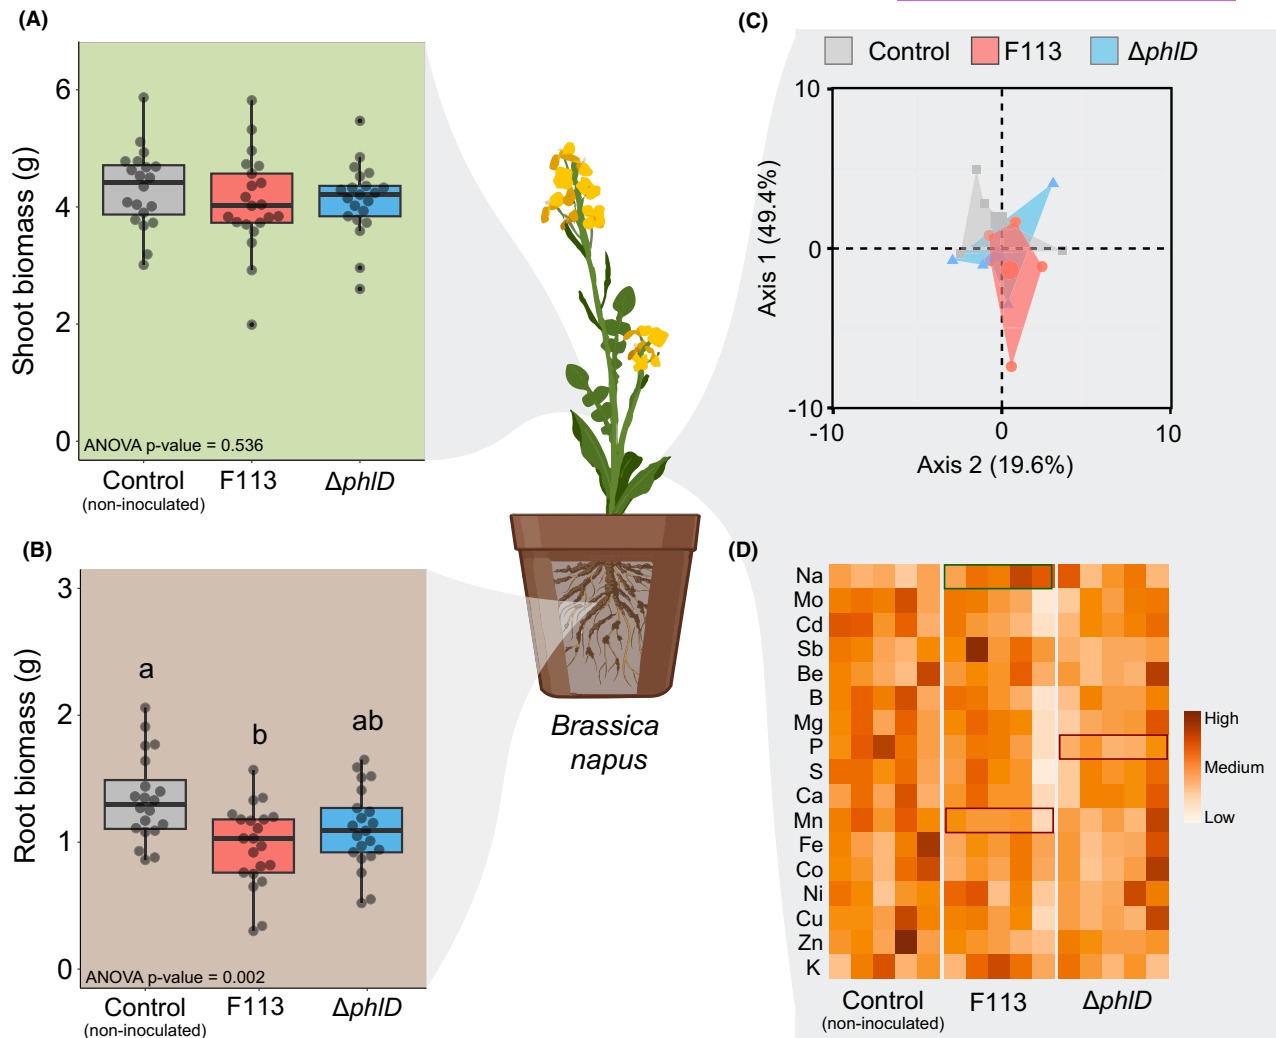 (A)
Shoot biomass (g)
6
4
2
0
ANOVA p-value = 0.536
Control
(non-inoculated)
F113
ΔphlD
(B)
Root biomass (g)
3
2
1
0
a
b
ab
ANOVA p-value = 0.002
Control
(non-inoculated)
F113
ΔphlD
Brassica
napus
(C)
Control
F113
ΔphlD
Axis 1 (49.4%)
10
0
-10
-10
0
10
Axis 2 (19.6%)
(D)
Na
Mo
Cd
Sb
Be
B
Mg
P
S
Ca
Mn
Fe
Co
Ni
Cu
Zn
K
Control
(non-inoculated)
F113
ΔphlD
High
Medium
Low